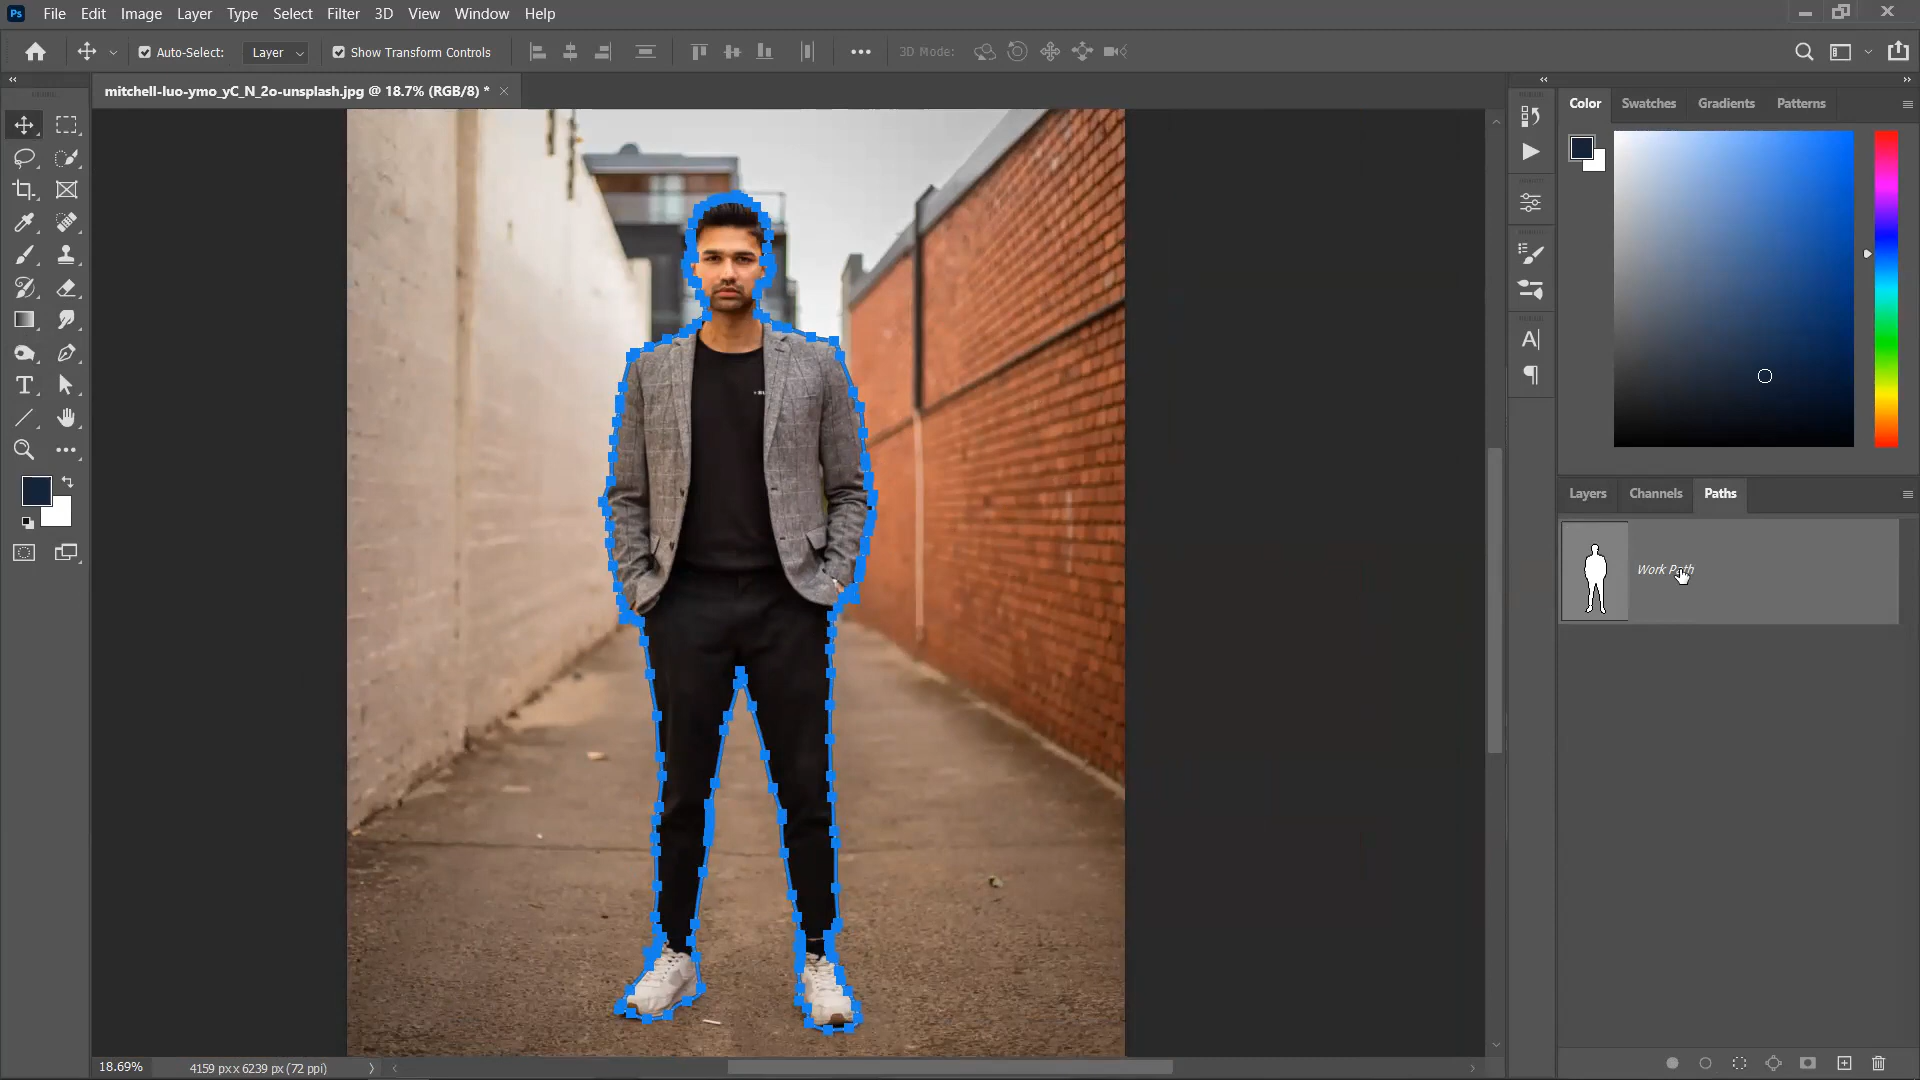 Ps File Edit Image Layer Type Select Filter 3D View Window Help
Auto-Select: Layer Show Transform Controls 3D Mode:
mitchell-luo-ymo_yC_N_2o-unsplash.jpg @ 18.7% (RGB/8) *
Color Swatches Gradients Patterns
Layers Channels Paths
Work Path
18.69% 4159 px x 6239 px (72 ppi)